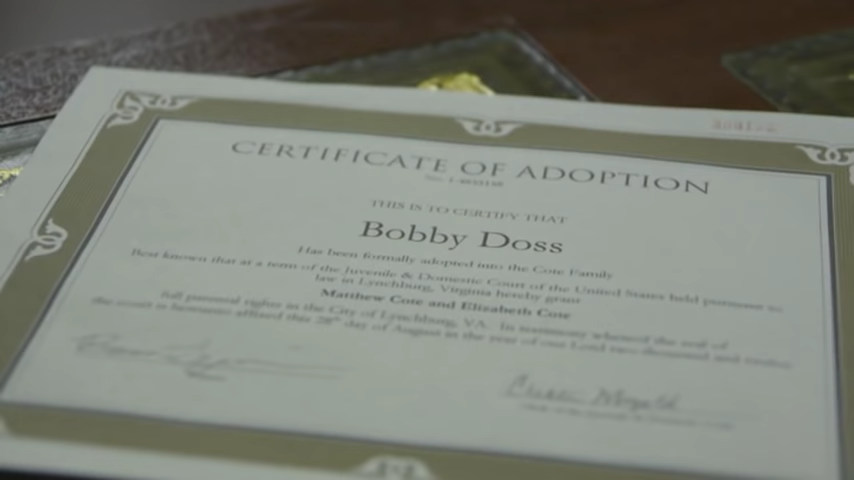 CERTIFICATE OF ADOPTION
THIS IS TO CERTIFY THAT
Bobby Doss
Has been formally adopted into the Cote Family
Beat known that at a term of the Juvenile & Domestic Court of the United States held pursuant to
law in Lynchburg, Virginia hereby grant
Matthew Cote and Elizabeth Cote
full parental rights in the City of Lynchburg, VA. In testimony whereof the seal of
the court is hereunto affixed this 28th day of August in the year of our Lord two thousand and twelve